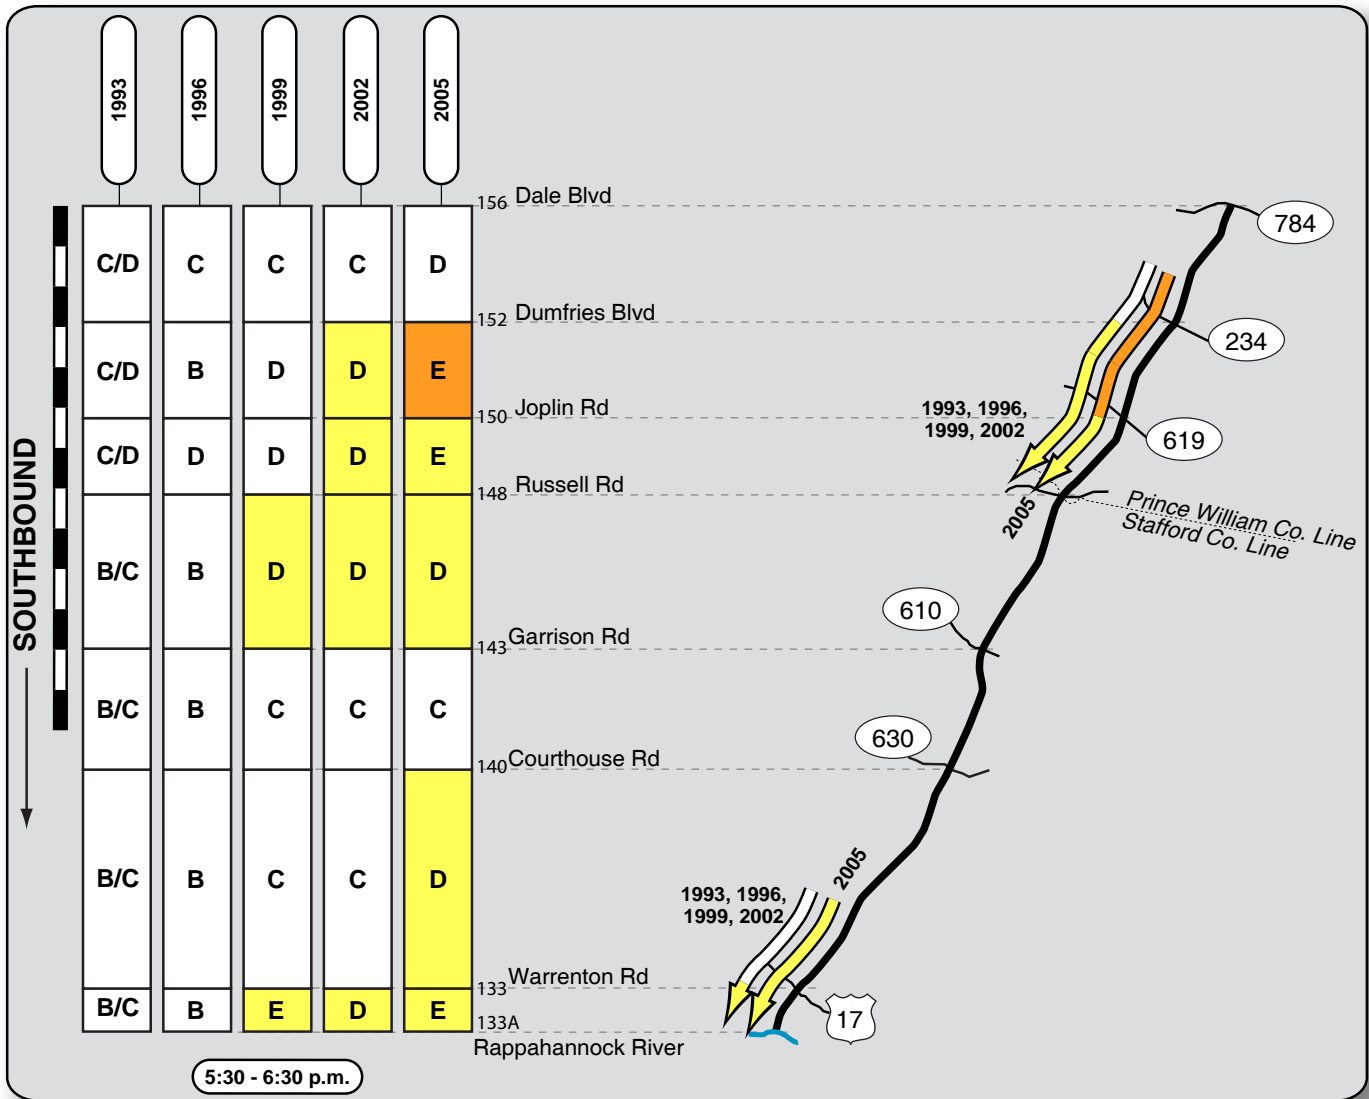 1993
1996
1999
2002
2005
156 Dale Blvd
784
C/D C C C D
152 Dumfries Blvd
234
C/D B D D E
150 Joplin Rd
1993, 1996,
1999, 2002
619
C/D D D D E
148 Russell Rd
2005
Prince William Co. Line
Stafford Co. Line
SOUTHBOUND
B/C B D D D
610
143 Garrison Rd
B/C B C C C
630
140 Courthouse Rd
B/C B C C D
2005
1993, 1996,
1999, 2002
133 Warrenton Rd
B/C B E D E
17
133A
Rappahannock River
5:30 - 6:30 p.m.